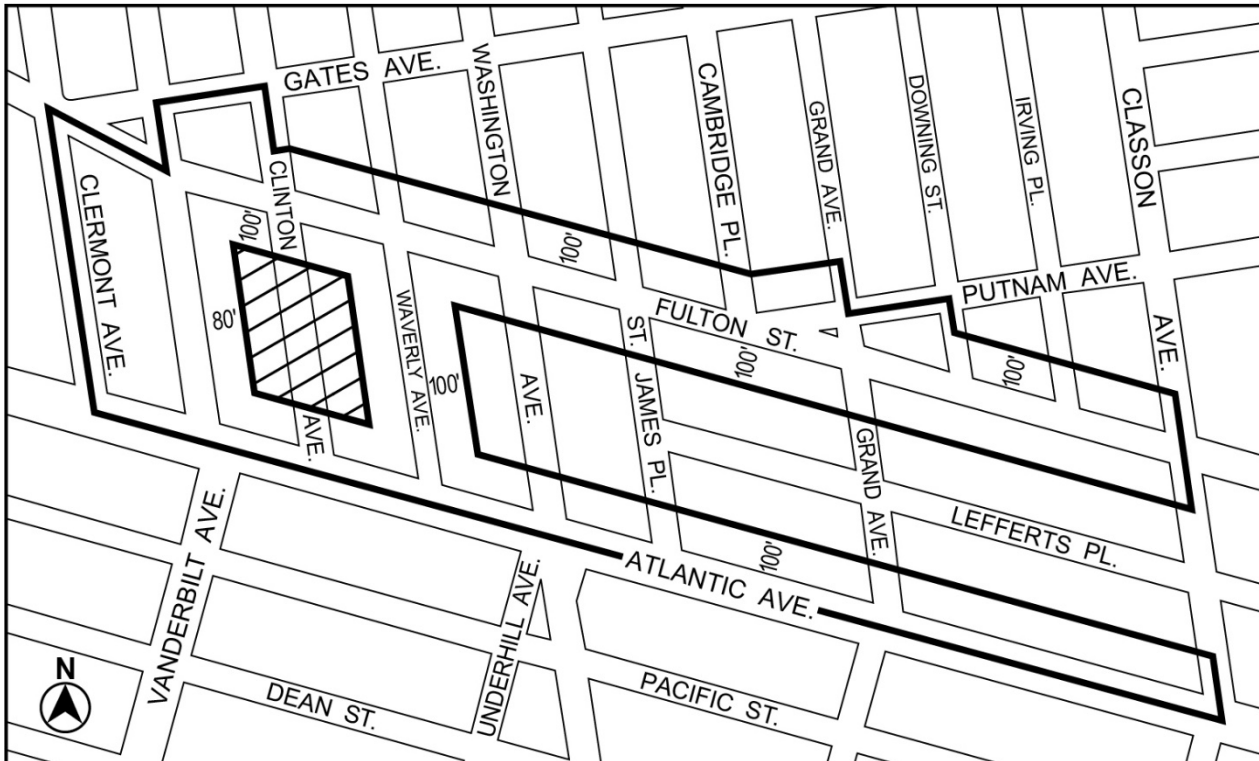 GATES AVE.
WASHINGTON
CAMBRIDGE PL.
GRAND AVE.
DOWNING ST.
IRVING PL.
CLASSON
CLERMONT AVE.
100'
CLINTON
100'
PUTNAM AVE.
80'
WAVERLY AVE.
100'
FULTON ST.
100'
100'
AVE.
AVE.
ST.
JAMES PL.
AVE.
GRAND AVE.
LEFFERTS PL.
100'
ATLANTIC AVE.
VANDERBILT AVE.
UNDERHILL AVE.
N
DEAN ST.
PACIFIC ST.